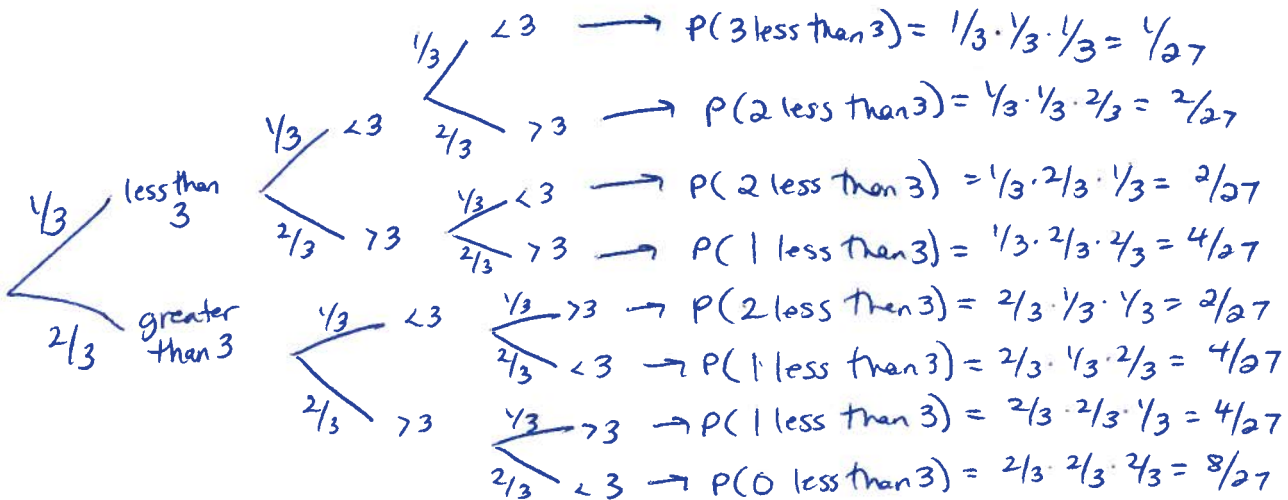 1/3 < 3 → P(3 less than 3) = 1/3 · 1/3 · 1/3 = 1/27
1/3 < 3 2/3 > 3 → P(2 less than 3) = 1/3 · 1/3 · 2/3 = 2/27
1/3 less than 3 1/3 < 3 → P(2 less than 3) = 1/3 · 2/3 · 1/3 = 2/27
2/3 > 3 2/3 > 3 → P(1 less than 3) = 1/3 · 2/3 · 2/3 = 4/27
2/3 greater than 3 1/3 < 3 1/3 > 3 → P(2 less than 3) = 2/3 · 1/3 · 1/3 = 2/27
2/3 < 3 → P(1 less than 3) = 2/3 · 1/3 · 2/3 = 4/27
2/3 > 3 1/3 > 3 → P(1 less than 3) = 2/3 · 2/3 · 1/3 = 4/27
2/3 < 3 → P(0 less than 3) = 2/3 · 2/3 · 2/3 = 8/27